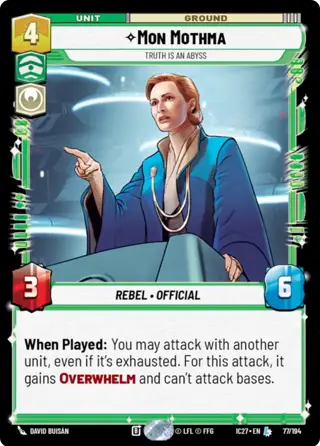 UNIT GROUND
4
MON MOTHMA
TRUTH IS AN ABYSS
3
6
REBEL • OFFICIAL
When Played: You may attack with another
unit, even if it's exhausted. For this attack, it
gains OVERWHELM and can't attack bases.
DAVID BUISÁN © LFL © FFG IC27 • EN 77/194